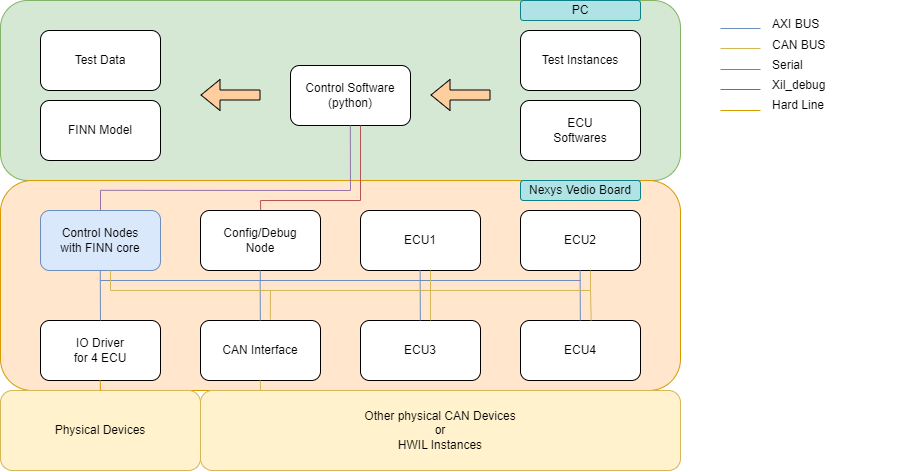 PC
Test Data
FINN Model
Control Software
(python)
Test Instances
ECU
Softwares
Nexys Vedio Board
Control Nodes
with FINN core
Config/Debug
Node
ECU1
ECU2
IO Driver
for 4 ECU
CAN Interface
ECU3
ECU4
Physical Devices
Other physical CAN Devices
or
HWIL Instances
AXI BUS
CAN BUS
Serial
Xil_debug
Hard Line